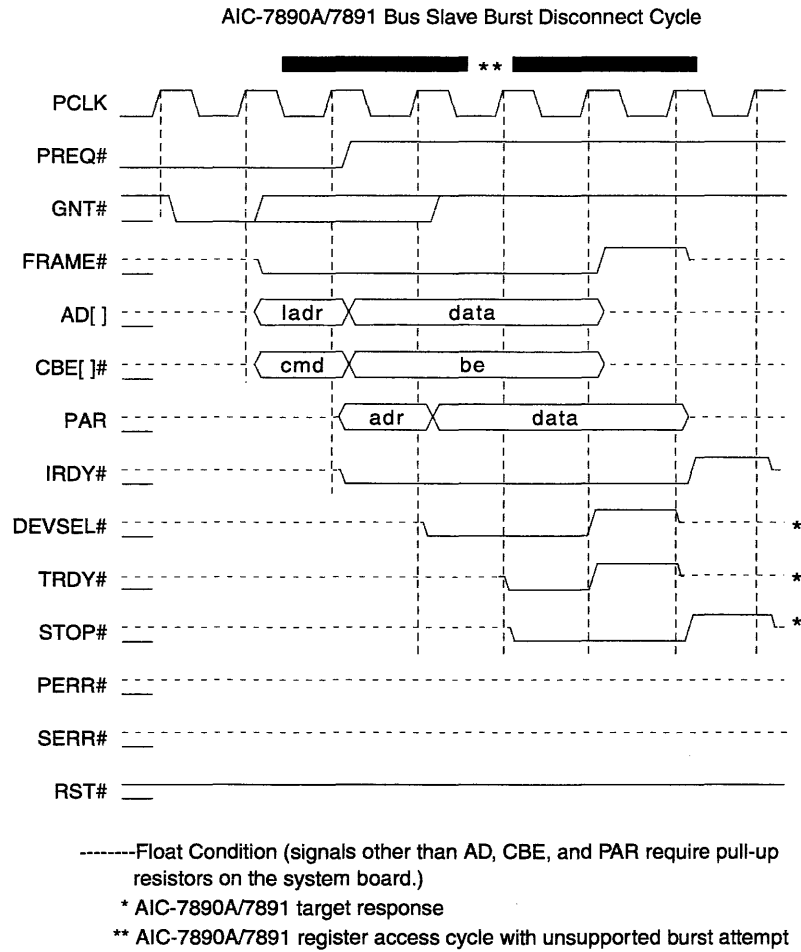 AIC-7890A/7891 Bus Slave Burst Disconnect Cycle
**
PCLK
PREQ#
GNT#
FRAME#
AD[ ] ladr data
CBE[ ]# cmd be
PAR adr data
IRDY#
DEVSEL# *
TRDY# *
STOP# *
PERR#
SERR#
RST#
--------Float Condition (signals other than AD, CBE, and PAR require pull-up
resistors on the system board.)
* AIC-7890A/7891 target response
** AIC-7890A/7891 register access cycle with unsupported burst attempt